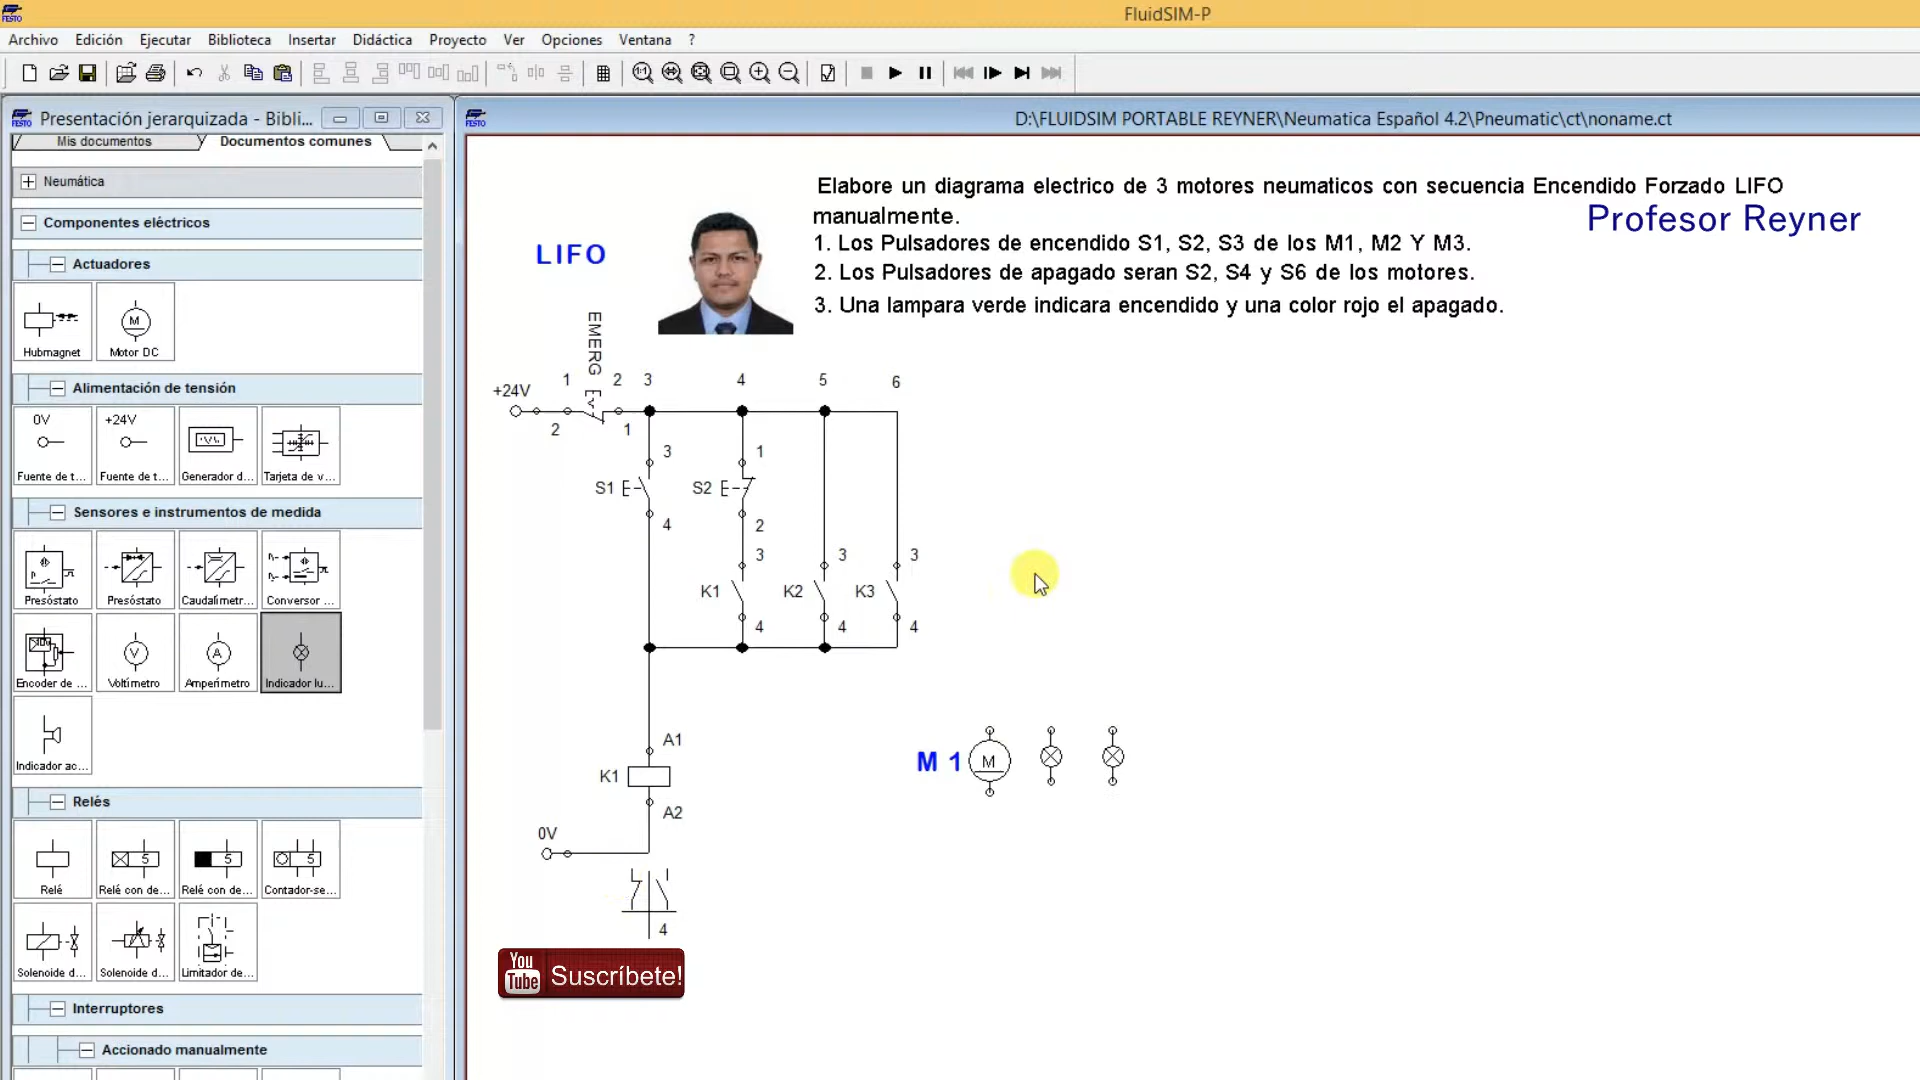 FluidSIM-P
FESTO
Archivo Edición Ejecutar Biblioteca Insertar Didáctica Proyecto Ver Opciones Ventana ?
Presentación jerarquizada - Bibli...
D:\FLUIDSIM PORTABLE REYNER\Neumatica Español 4.2\Pneumatic\ct\noname.ct
Mis documentos Documentos comunes
Neumática
Componentes eléctricos
Actuadores
Hubmagnet
M
Motor DC
Alimentación de tensión
0V
+24V
Fuente de t... Fuente de t... Generador d... Tarjeta de v...
Sensores e instrumentos de medida
Presóstato Presóstato Caudalímetr... Conversor ...
V
A
Encoder de ... Voltímetro Amperímetro Indicador lu...
Indicador ac...
Relés
5 5 5
Relé Relé con de... Relé con de... Contador-se...
Solenoide d... Solenoide d... Limitador de...
Interruptores
Accionado manualmente
Elabore un diagrama electrico de 3 motores neumaticos con secuencia Encendido Forzado LIFO
manualmente.
Profesor Reyner
1. Los Pulsadores de encendido S1, S2, S3 de los M1, M2 Y M3.
2. Los Pulsadores de apagado seran S2, S4 y S6 de los motores.
3. Una lampara verde indicara encendido y una color rojo el apagado.
LIFO
EMERG
+24V 1 2 3 4 5 6
2 1
3 1
S1 S2
4 2
3 3 3
K1 K2 K3
4 4 4
A1
K1
A2
M 1 M
0V
4
You
Tube
Suscríbete!